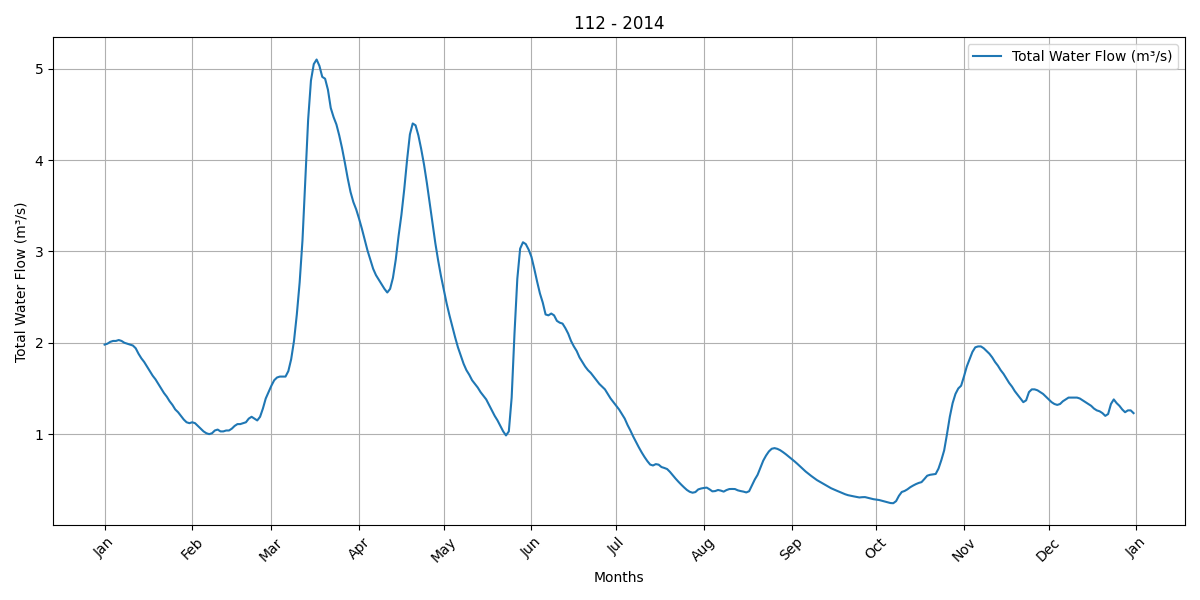 112 - 2014
Total Water Flow (m³/s)
Total Water Flow (m³/s)
5
4
3
2
1
Jan
Feb
Mar
Apr
May
Jun
Jul
Aug
Sep
Oct
Nov
Dec
Jan
Months